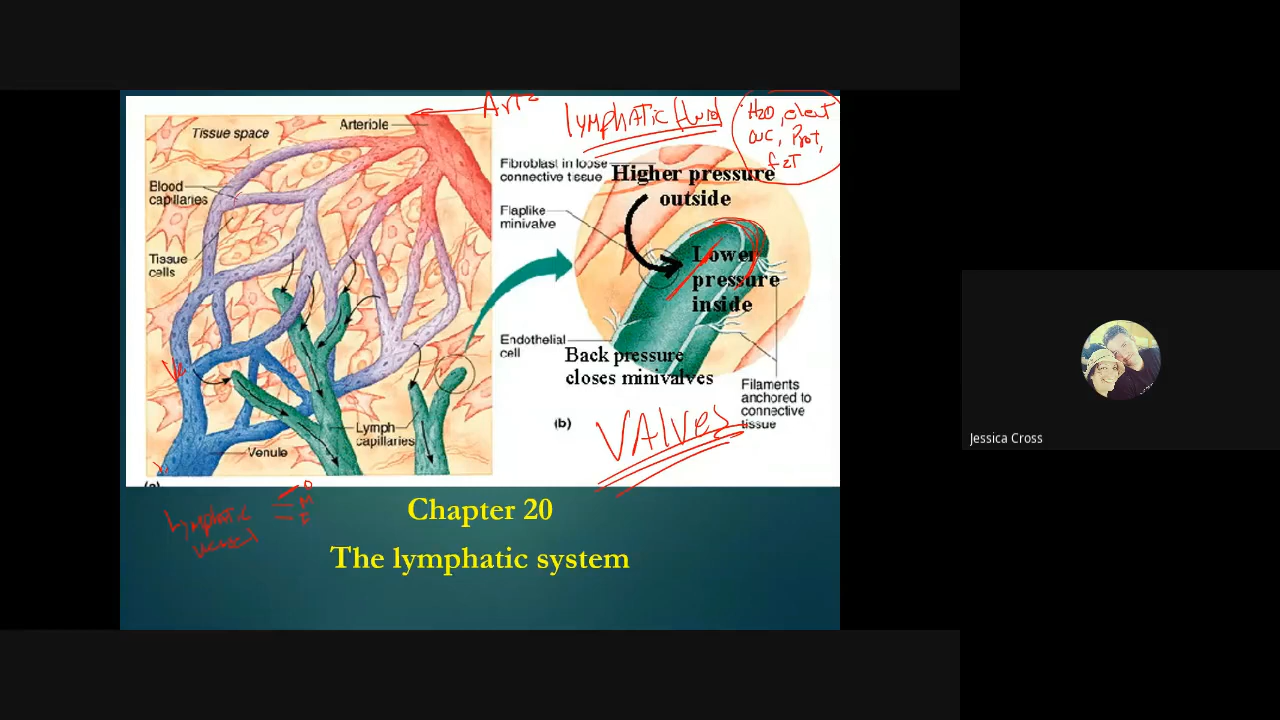 Tissue space
Arteriole
Blood
capillaries
Tissue
cells
Lymph
capillaries
Venule
(a)
lymphatic fluid
H2O, elect
Prot,
Fibroblast in loose
connective tissue
Higher pressure
outside
Flaplike
minivalve
Lower
pressure
inside
Endothelial
cell
Back pressure
closes minivalves
Filaments
anchored to
connective
tissue
(b)
VALVES
Lymphatic
Chapter 20
The lymphatic system
Jessica Cross